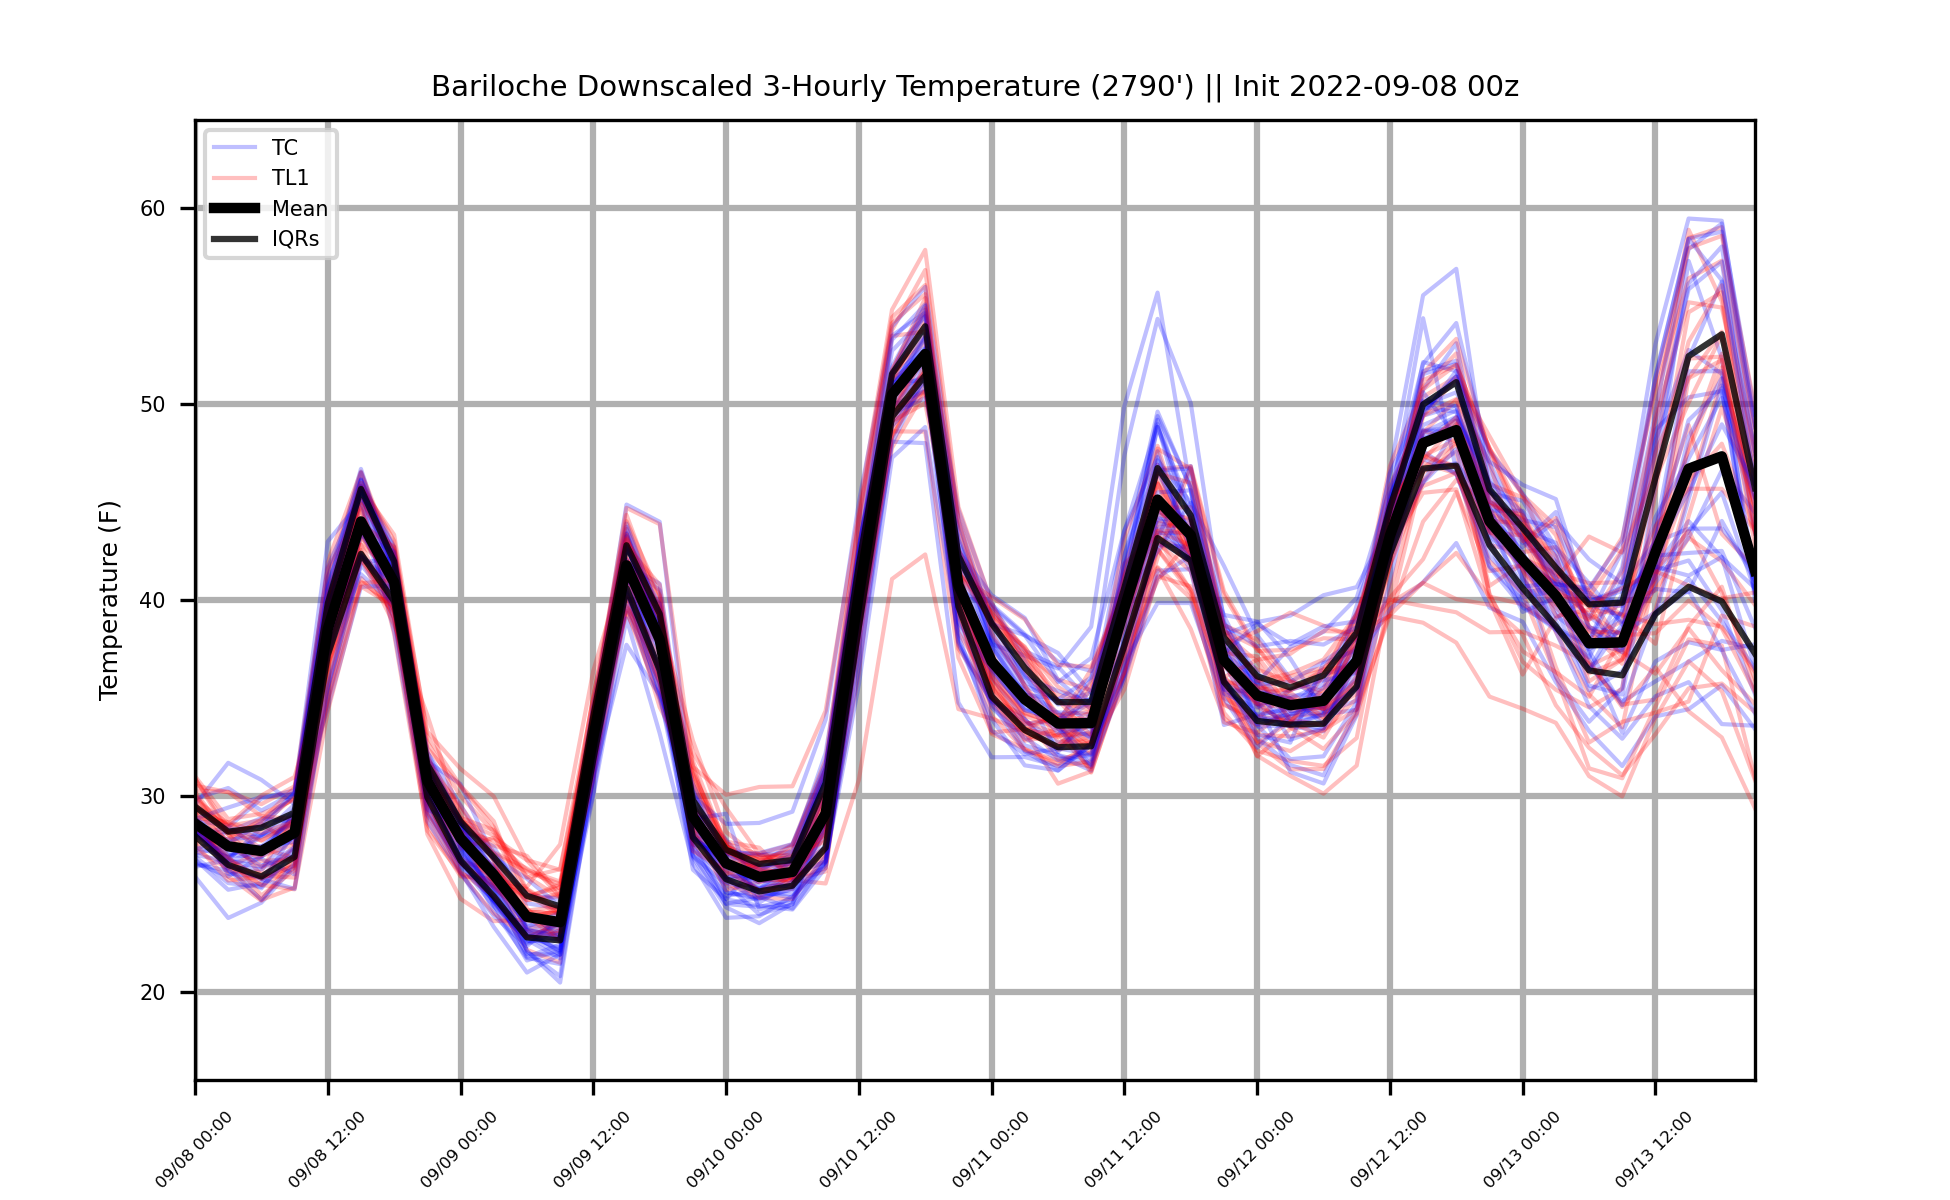 Bariloche Downscaled 3-Hourly Temperature (2790') || Init 2022-09-08 00z
TC
TL1
Mean
IQRs
Temperature (F)
60
50
40
30
20
09/08 00:00
09/08 12:00
09/09 00:00
09/09 12:00
09/10 00:00
09/10 12:00
09/11 00:00
09/11 12:00
09/12 00:00
09/12 12:00
09/13 00:00
09/13 12:00